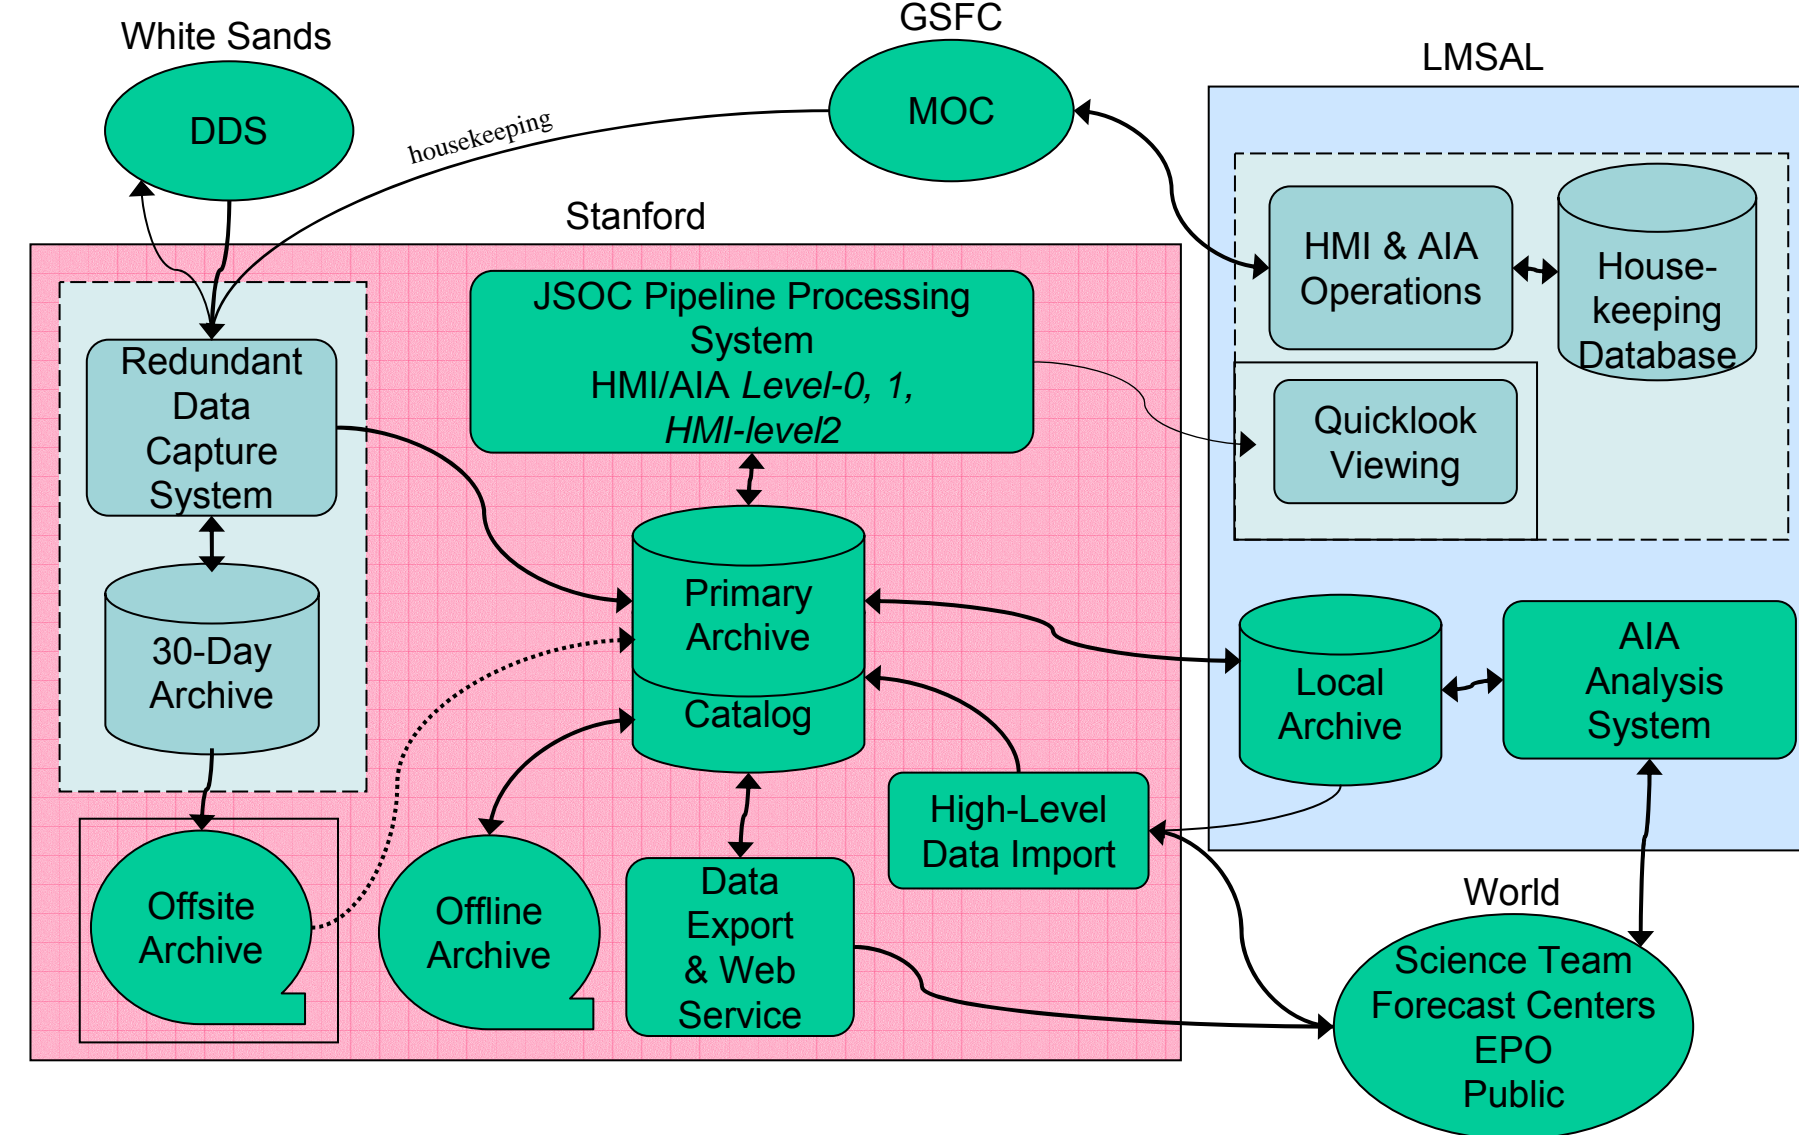 White Sands
DDS
housekeeping
GSFC
MOC
LMSAL
HMI & AIA
Operations
House-
keeping
Database
Quicklook
Viewing
Stanford
Redundant
Data
Capture
System
JSOC Pipeline Processing
System
HMI/AIA Level-0, 1,
HMI-level2
30-Day
Archive
Primary
Archive
Catalog
Local
Archive
AIA
Analysis
System
High-Level
Data Import
Offsite
Archive
Offline
Archive
Data
Export
& Web
Service
World
Science Team
Forecast Centers
EPO
Public